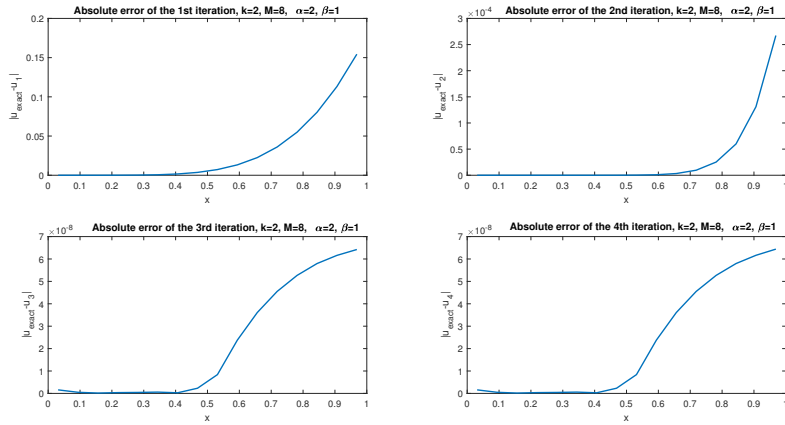 Absolute error of the 1st iteration, k=2, M=8, α=2, β=1
0.2
0.15
0.1
0.05
0
|u_exact-u_1|
0 0.1 0.2 0.3 0.4 0.5 0.6 0.7 0.8 0.9 1
x
Absolute error of the 2nd iteration, k=2, M=8, α=2, β=1
×10^-4
3
2.5
2
1.5
1
0.5
0
|u_exact-u_2|
0 0.1 0.2 0.3 0.4 0.5 0.6 0.7 0.8 0.9 1
x
Absolute error of the 3rd iteration, k=2, M=8, α=2, β=1
×10^-8
7
6
5
4
3
2
1
0
|u_exact-u_3|
0 0.1 0.2 0.3 0.4 0.5 0.6 0.7 0.8 0.9 1
x
Absolute error of the 4th iteration, k=2, M=8, α=2, β=1
×10^-8
7
6
5
4
3
2
1
0
|u_exact-u_4|
0 0.1 0.2 0.3 0.4 0.5 0.6 0.7 0.8 0.9 1
x